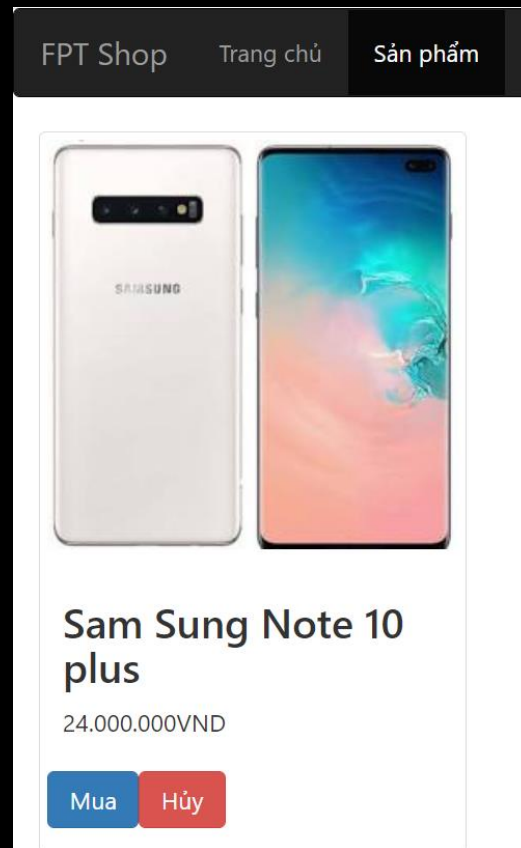 FPT Shop Trang chủ Sản phẩm
SAMSUNG
Sam Sung Note 10
plus
24.000.000VND
Mua Hủy